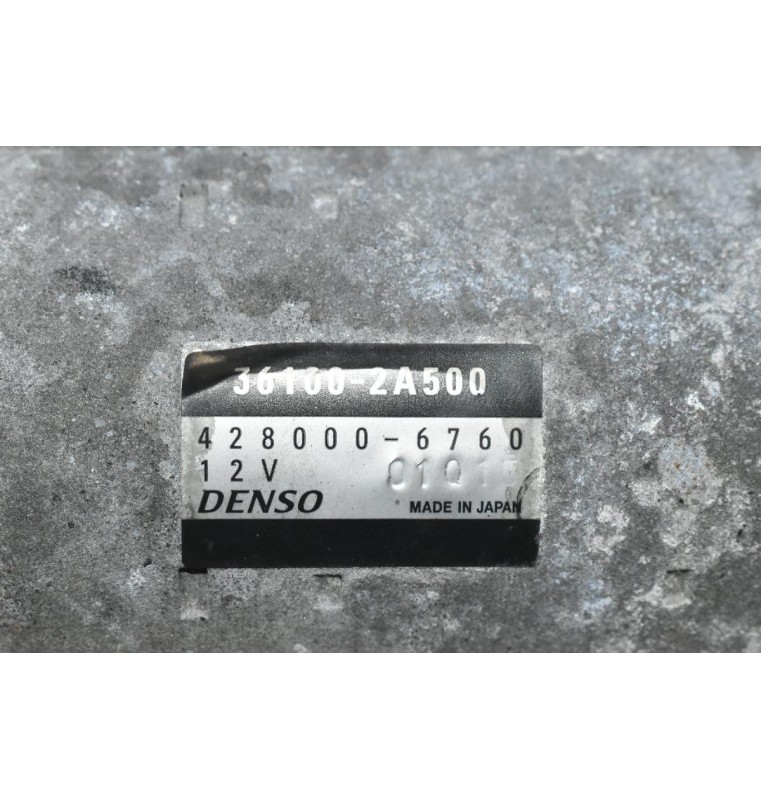 36100-2A500
428000-6760
12V
DENSO MADE IN JAPAN